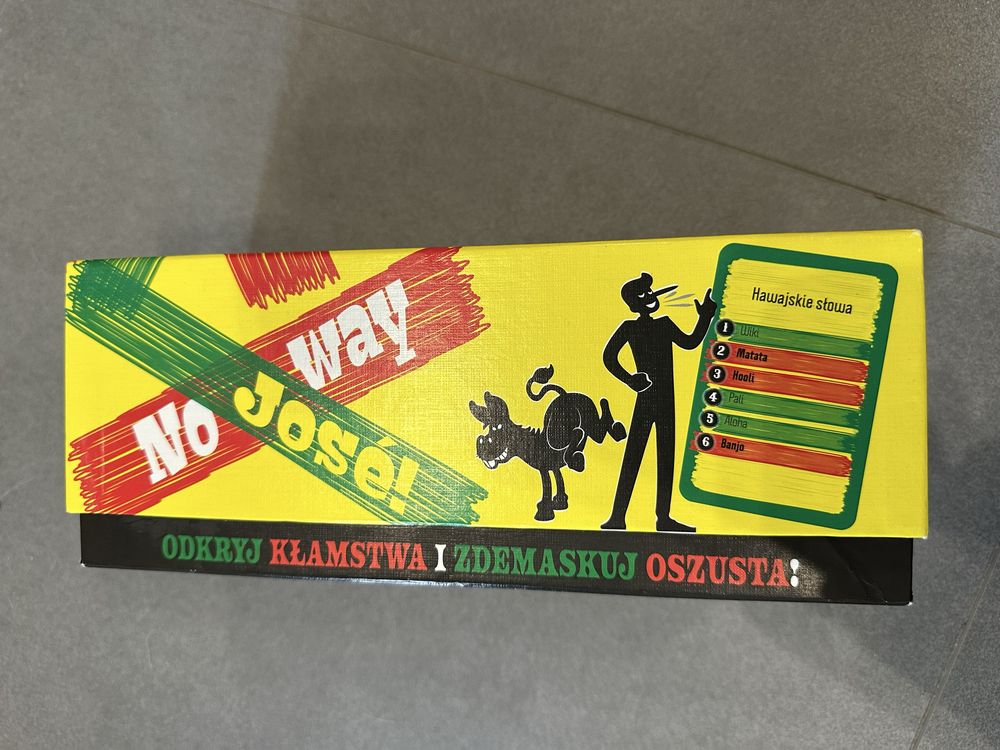 No way
José!
Hawajskie słowa
1 Wiki
2 Matata
3 Hooli
4 Pali
5 Aloha
6 Banjo
ODKRYJ KŁAMSTWA I ZDEMASKUJ OSZUSTA!